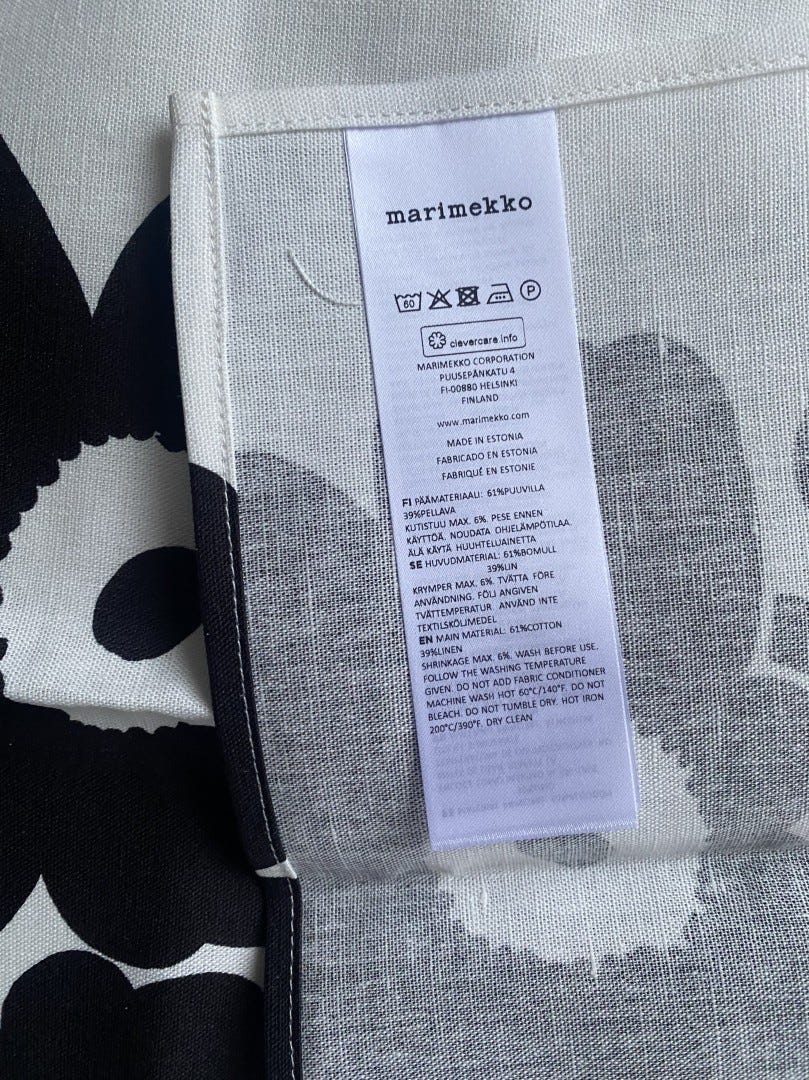 marimekko
60 P
clevercare.info
MARIMEKKO CORPORATION
PUUSEPÄNKATU 4
FI-00880 HELSINKI
FINLAND
www.marimekko.com
MADE IN ESTONIA
FABRICADO EN ESTONIA
FABRIQUÉ EN ESTONIE
FI PÄÄMATERIAALI: 61%PUUVILLA
39%PELLAVA
KUTISTUU MAX. 6%. PESE ENNEN
KÄYTTÖÄ. NOUDATA OHJELÄMPÖTILAA.
ÄLÄ KÄYTÄ HUUHTELUAINETTA
SE HUVUDMATERIAL: 61%BOMULL
39%LIN
KRYMPER MAX. 6%. TVÄTTA FÖRE
ANVÄNDNING. FÖLJ ANGIVEN
TVÄTTEMPERATUR. ANVÄND INTE
TEXTILSKÖLJMEDEL
EN MAIN MATERIAL: 61%COTTON
39%LINEN
SHRINKAGE MAX. 6%. WASH BEFORE USE.
FOLLOW THE WASHING TEMPERATURE
GIVEN. DO NOT ADD FABRIC CONDITIONER
MACHINE WASH HOT 60°C/140°F. DO NOT
BLEACH. DO NOT TUMBLE DRY. HOT IRON
200°C/390°F. DRY CLEAN